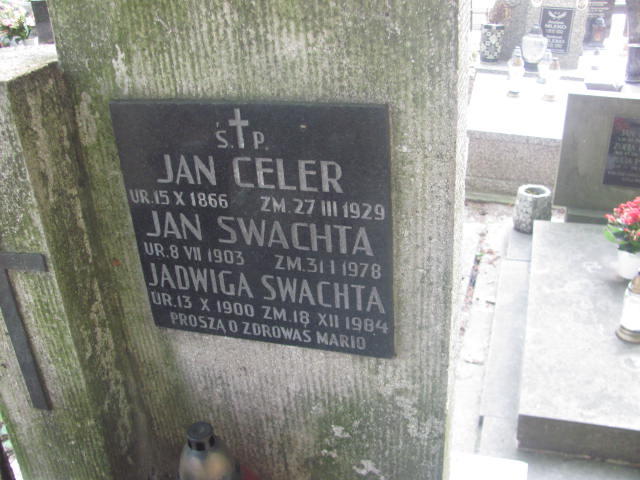 Ś.P.
JAN CELER
UR.15 X 1866 ZM.27 III 1929
JAN SWACHTA
UR.8 VII 1903 ZM.31 I 1978
JADWIGA SWACHTA
UR.13 X 1900 ZM.18 XII 1984
PROSZĄ O ZDROWAŚ MARIO